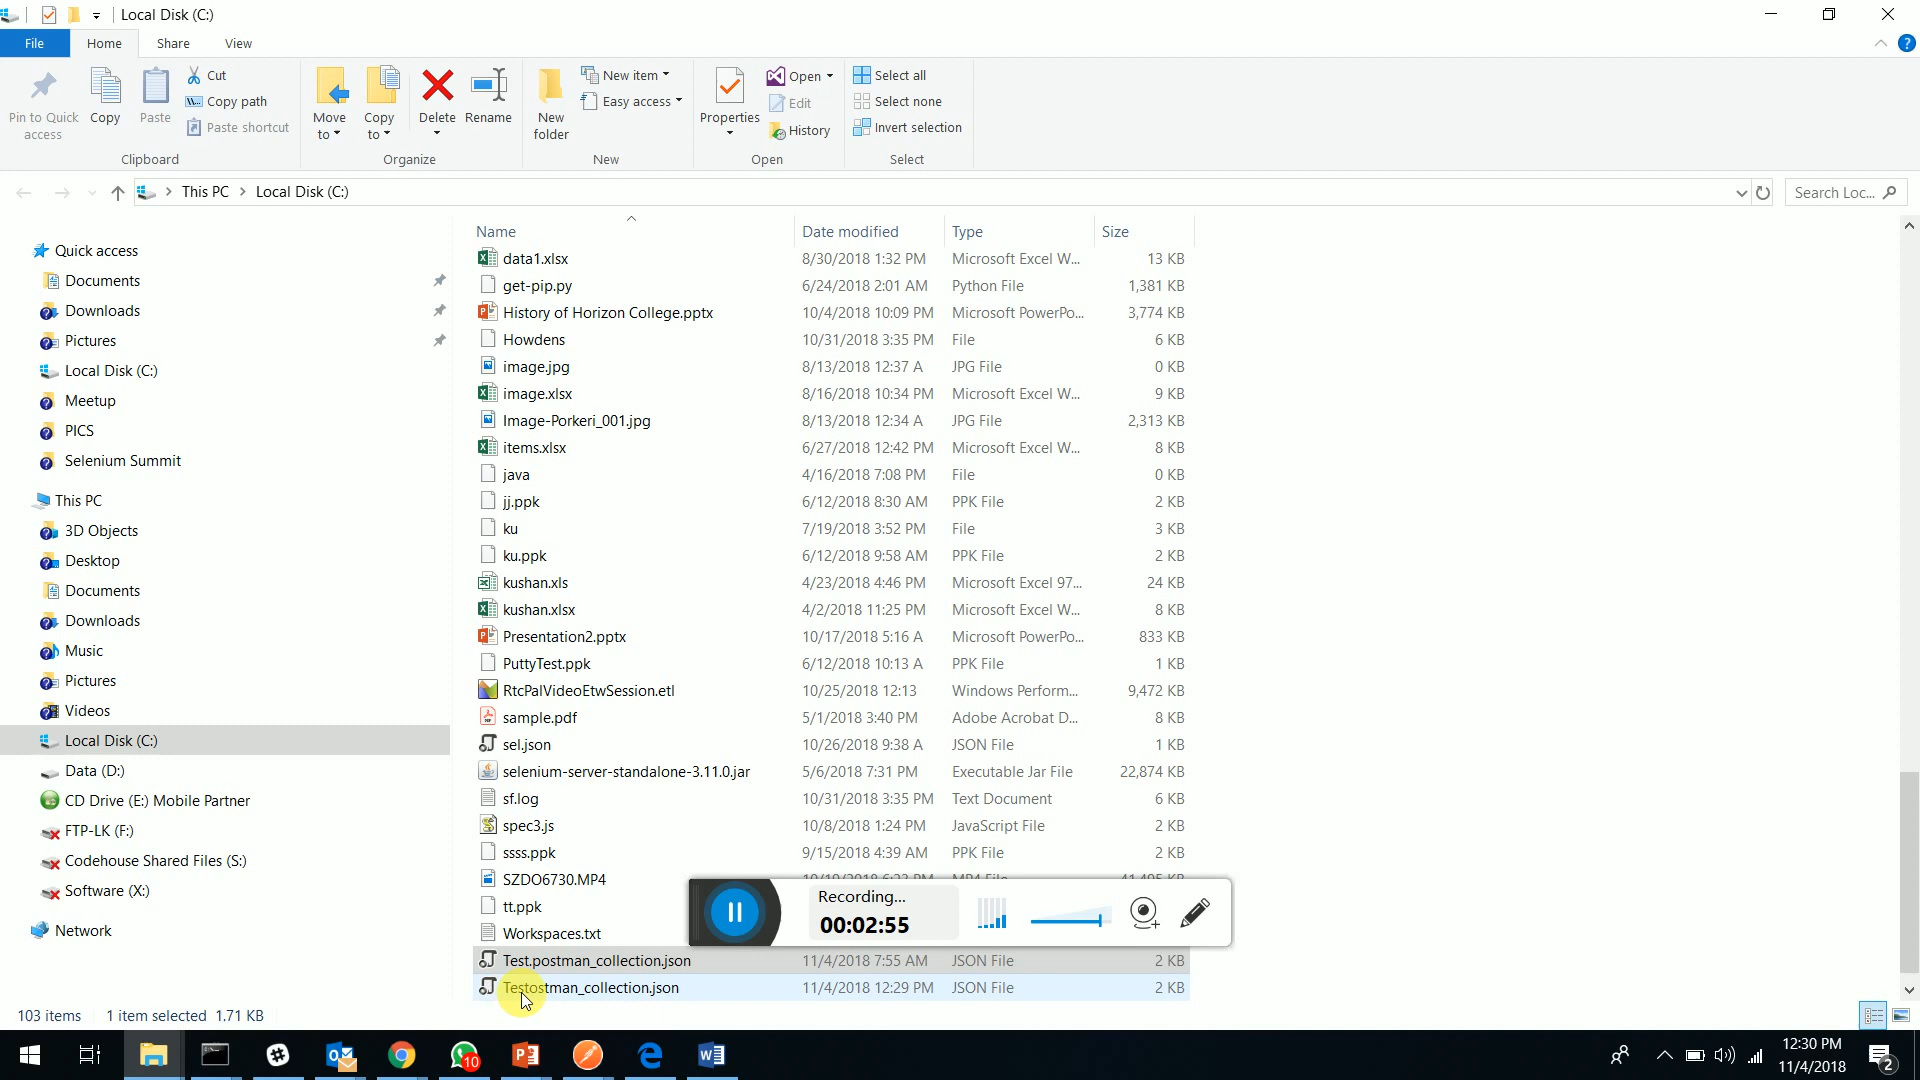 Local Disk (C:)
File Home Share View
Pin to Quick access
Copy
Paste
Cut
Copy path
Paste shortcut
Clipboard
Move to
Copy to
Delete
Rename
Organize
New folder
New item
Easy access
New
Properties
Open
Edit
History
Open
Select all
Select none
Invert selection
Select
This PC > Local Disk (C:)
Search Loc...
Quick access
Documents
Downloads
Pictures
Local Disk (C:)
Meetup
PICS
Selenium Summit
This PC
3D Objects
Desktop
Documents
Downloads
Music
Pictures
Videos
Local Disk (C:)
Data (D:)
CD Drive (E:) Mobile Partner
FTP-LK (F:)
Codehouse Shared Files (S:)
Software (X:)
Network
Name Date modified Type Size
data1.xlsx 8/30/2018 1:32 PM Microsoft Excel W... 13 KB
get-pip.py 6/24/2018 2:01 AM Python File 1,381 KB
History of Horizon College.pptx 10/4/2018 10:09 PM Microsoft PowerPo... 3,774 KB
Howdens 10/31/2018 3:35 PM File 6 KB
image.jpg 8/13/2018 12:37 A JPG File 0 KB
image.xlsx 8/16/2018 10:34 PM Microsoft Excel W... 9 KB
Image-Porkeri_001.jpg 8/13/2018 12:34 A JPG File 2,313 KB
items.xlsx 6/27/2018 12:42 PM Microsoft Excel W... 8 KB
java 4/16/2018 7:08 PM File 0 KB
jj.ppk 6/12/2018 8:30 AM PPK File 2 KB
ku 7/19/2018 3:52 PM File 3 KB
ku.ppk 6/12/2018 9:58 AM PPK File 2 KB
kushan.xls 4/23/2018 4:46 PM Microsoft Excel 97... 24 KB
kushan.xlsx 4/2/2018 11:25 PM Microsoft Excel W... 8 KB
Presentation2.pptx 10/17/2018 5:16 A Microsoft PowerPo... 833 KB
PuttyTest.ppk 6/12/2018 10:13 A PPK File 1 KB
RtcPalVideoEtwSession.etl 10/25/2018 12:13 Windows Perform... 9,472 KB
sample.pdf 5/1/2018 3:40 PM Adobe Acrobat D... 8 KB
sel.json 10/26/2018 9:38 A JSON File 1 KB
selenium-server-standalone-3.11.0.jar 5/6/2018 7:31 PM Executable Jar File 22,874 KB
sf.log 10/31/2018 3:35 PM Text Document 6 KB
spec3.js 10/8/2018 1:24 PM JavaScript File 2 KB
ssss.ppk 9/15/2018 4:39 AM PPK File 2 KB
SZDO6730.MP4
tt.ppk
Workspaces.txt
Recording...
00:02:55
Test.postman_collection.json 11/4/2018 7:55 AM JSON File 2 KB
Testostman_collection.json 11/4/2018 12:29 PM JSON File 2 KB
103 items 1 item selected 1.71 KB
10
12:30 PM
11/4/2018
2